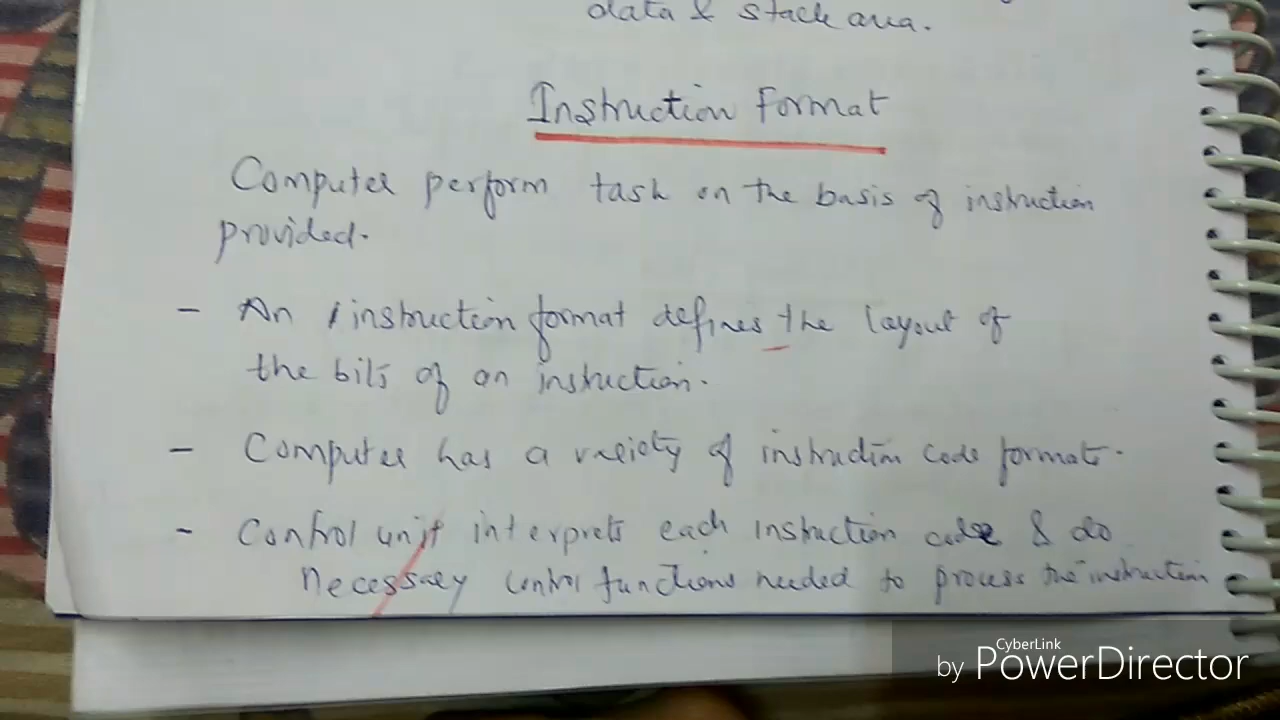 data & stack area.
Instruction Format
Computer perform task on the basis of instruction
provided.
- An instruction format defines the layout of
the bits of an instruction.
- Computer has a variety of instruction code formats.
- Control unit interprets each instruction code & do
necessary control functions needed to process the instruction
CyberLink
by PowerDirector